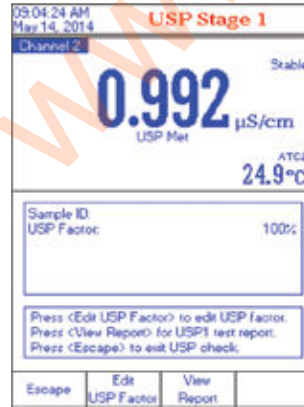 09:04:24 AM
May 14, 2014
USP Stage 1
Channel 2
Stable
0.992 µS/cm
USP Met
ATC
24.9°C
Sample ID:
USP Factor: 100%
Press <Edit USP Factor> to edit USP factor.
Press <View Report> for USP1 test report.
Press <Escape> to exit USP check.
Escape
Edit USP Factor
View Report